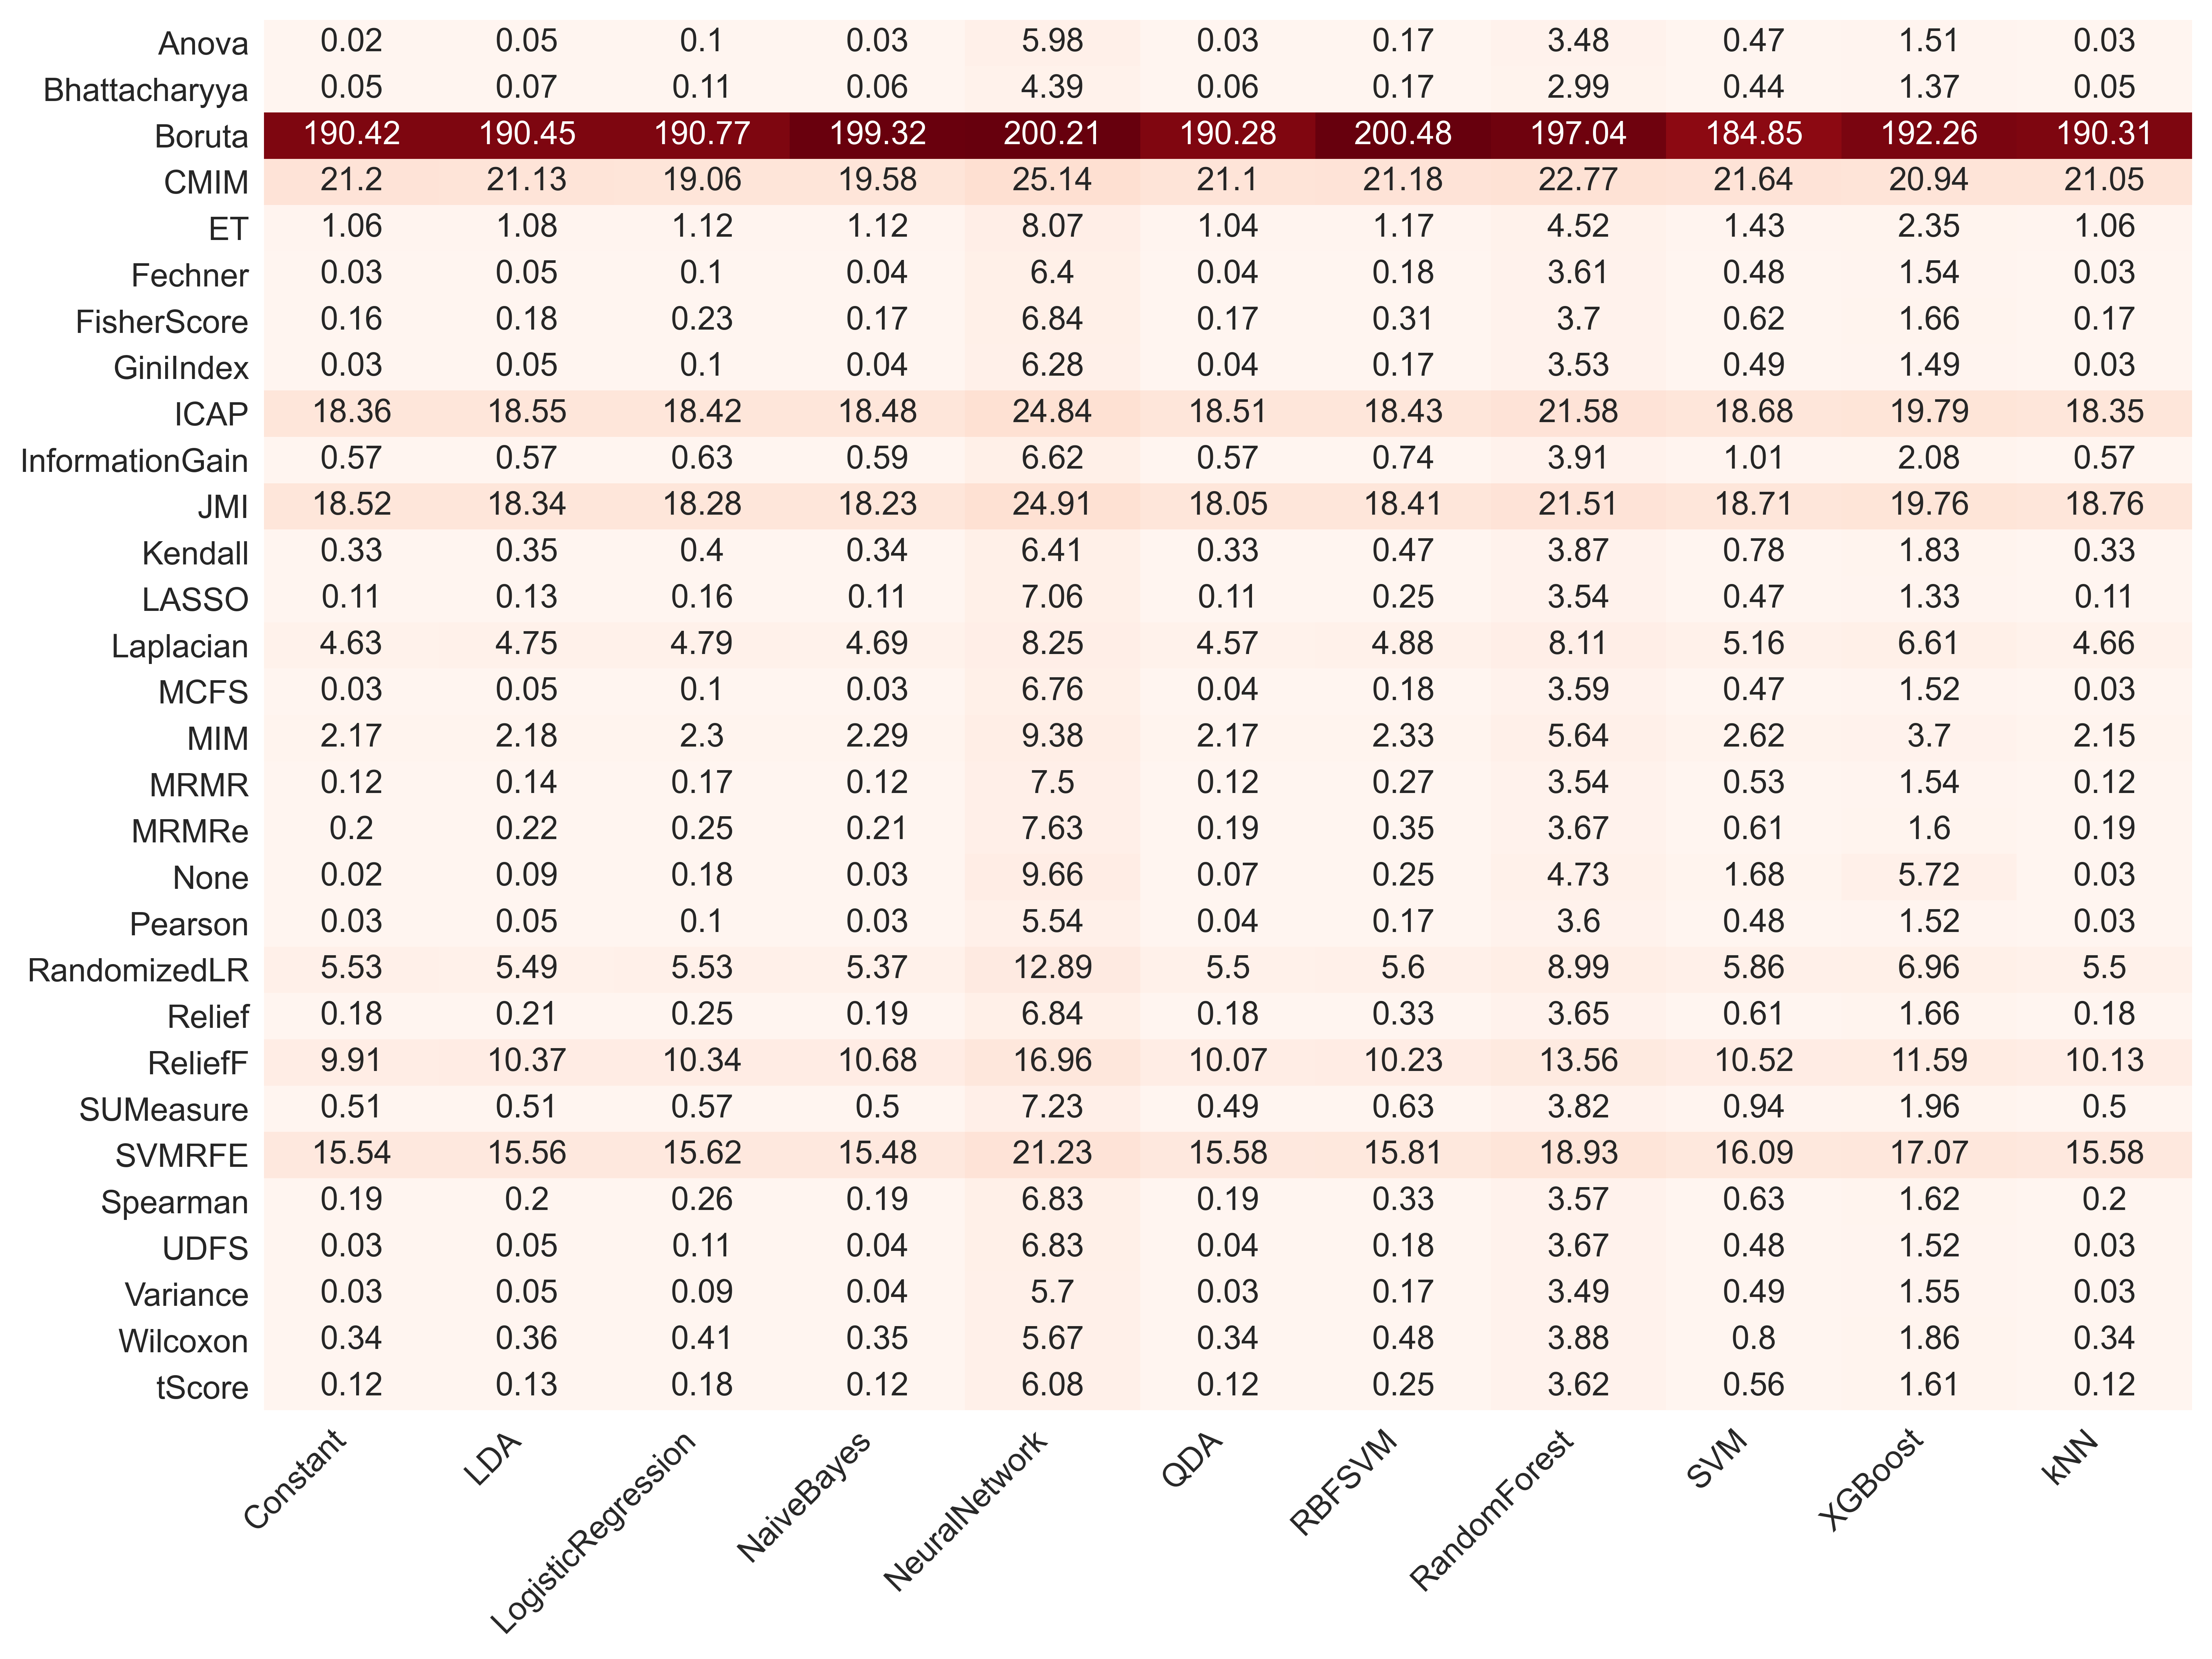 Anova 0.02 0.05 0.1 0.03 5.98 0.03 0.17 3.48 0.47 1.51 0.03
Bhattacharyya 0.05 0.07 0.11 0.06 4.39 0.06 0.17 2.99 0.44 1.37 0.05
Boruta 190.42 190.45 190.77 199.32 200.21 190.28 200.48 197.04 184.85 192.26 190.31
CMIM 21.2 21.13 19.06 19.58 25.14 21.1 21.18 22.77 21.64 20.94 21.05
ET 1.06 1.08 1.12 1.12 8.07 1.04 1.17 4.52 1.43 2.35 1.06
Fechner 0.03 0.05 0.1 0.04 6.4 0.04 0.18 3.61 0.48 1.54 0.03
FisherScore 0.16 0.18 0.23 0.17 6.84 0.17 0.31 3.7 0.62 1.66 0.17
GiniIndex 0.03 0.05 0.1 0.04 6.28 0.04 0.17 3.53 0.49 1.49 0.03
ICAP 18.36 18.55 18.42 18.48 24.84 18.51 18.43 21.58 18.68 19.79 18.35
InformationGain 0.57 0.57 0.63 0.59 6.62 0.57 0.74 3.91 1.01 2.08 0.57
JMI 18.52 18.34 18.28 18.23 24.91 18.05 18.41 21.51 18.71 19.76 18.76
Kendall 0.33 0.35 0.4 0.34 6.41 0.33 0.47 3.87 0.78 1.83 0.33
LASSO 0.11 0.13 0.16 0.11 7.06 0.11 0.25 3.54 0.47 1.33 0.11
Laplacian 4.63 4.75 4.79 4.69 8.25 4.57 4.88 8.11 5.16 6.61 4.66
MCFS 0.03 0.05 0.1 0.03 6.76 0.04 0.18 3.59 0.47 1.52 0.03
MIM 2.17 2.18 2.3 2.29 9.38 2.17 2.33 5.64 2.62 3.7 2.15
MRMR 0.12 0.14 0.17 0.12 7.5 0.12 0.27 3.54 0.53 1.54 0.12
MRMRe 0.2 0.22 0.25 0.21 7.63 0.19 0.35 3.67 0.61 1.6 0.19
None 0.02 0.09 0.18 0.03 9.66 0.07 0.25 4.73 1.68 5.72 0.03
Pearson 0.03 0.05 0.1 0.03 5.54 0.04 0.17 3.6 0.48 1.52 0.03
RandomizedLR 5.53 5.49 5.53 5.37 12.89 5.5 5.6 8.99 5.86 6.96 5.5
Relief 0.18 0.21 0.25 0.19 6.84 0.18 0.33 3.65 0.61 1.66 0.18
ReliefF 9.91 10.37 10.34 10.68 16.96 10.07 10.23 13.56 10.52 11.59 10.13
SUMeasure 0.51 0.51 0.57 0.5 7.23 0.49 0.63 3.82 0.94 1.96 0.5
SVMRFE 15.54 15.56 15.62 15.48 21.23 15.58 15.81 18.93 16.09 17.07 15.58
Spearman 0.19 0.2 0.26 0.19 6.83 0.19 0.33 3.57 0.63 1.62 0.2
UDFS 0.03 0.05 0.11 0.04 6.83 0.04 0.18 3.67 0.48 1.52 0.03
Variance 0.03 0.05 0.09 0.04 5.7 0.03 0.17 3.49 0.49 1.55 0.03
Wilcoxon 0.34 0.36 0.41 0.35 5.67 0.34 0.48 3.88 0.8 1.86 0.34
tScore 0.12 0.13 0.18 0.12 6.08 0.12 0.25 3.62 0.56 1.61 0.12
Constant LDA LogisticRegression NaiveBayes NeuralNetwork QDA RBFSVM RandomForest SVM XGBoost kNN